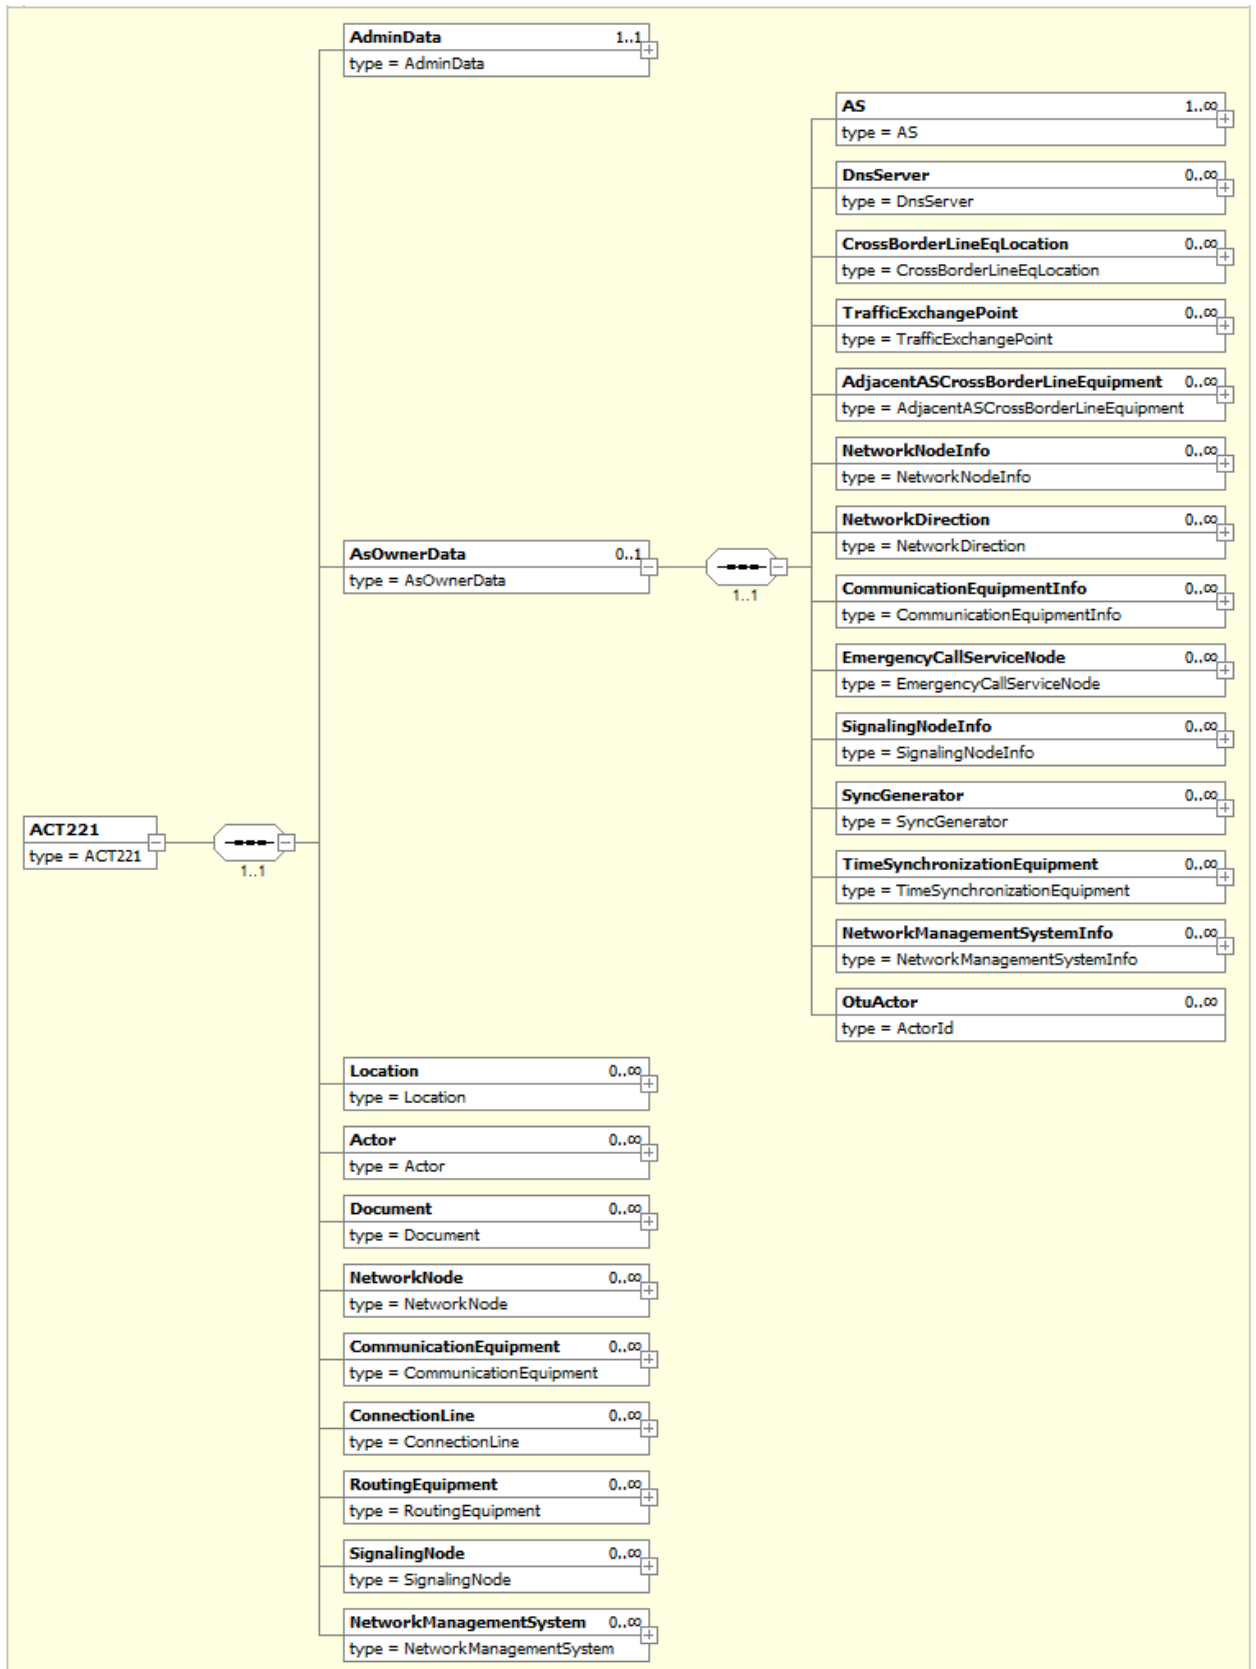 AdminData 1..1
type = AdminData
AS 1..∞
type = AS
DnsServer 0..∞
type = DnsServer
CrossBorderLineEqLocation 0..∞
type = CrossBorderLineEqLocation
TrafficExchangePoint 0..∞
type = TrafficExchangePoint
AdjacentASCrossBorderLineEquipment 0..∞
type = AdjacentASCrossBorderLineEquipment
NetworkNodeInfo 0..∞
type = NetworkNodeInfo
NetworkDirection 0..∞
type = NetworkDirection
AsOwnerData 0..1
type = AsOwnerData
1..1
CommunicationEquipmentInfo 0..∞
type = CommunicationEquipmentInfo
EmergencyCallServiceNode 0..∞
type = EmergencyCallServiceNode
SignalingNodeInfo 0..∞
type = SignalingNodeInfo
SyncGenerator 0..∞
type = SyncGenerator
ACT221
type = ACT221
1..1
TimeSynchronizationEquipment 0..∞
type = TimeSynchronizationEquipment
NetworkManagementSystemInfo 0..∞
type = NetworkManagementSystemInfo
OtuActor 0..∞
type = ActorId
Location 0..∞
type = Location
Actor 0..∞
type = Actor
Document 0..∞
type = Document
NetworkNode 0..∞
type = NetworkNode
CommunicationEquipment 0..∞
type = CommunicationEquipment
ConnectionLine 0..∞
type = ConnectionLine
RoutingEquipment 0..∞
type = RoutingEquipment
SignalingNode 0..∞
type = SignalingNode
NetworkManagementSystem 0..∞
type = NetworkManagementSystem